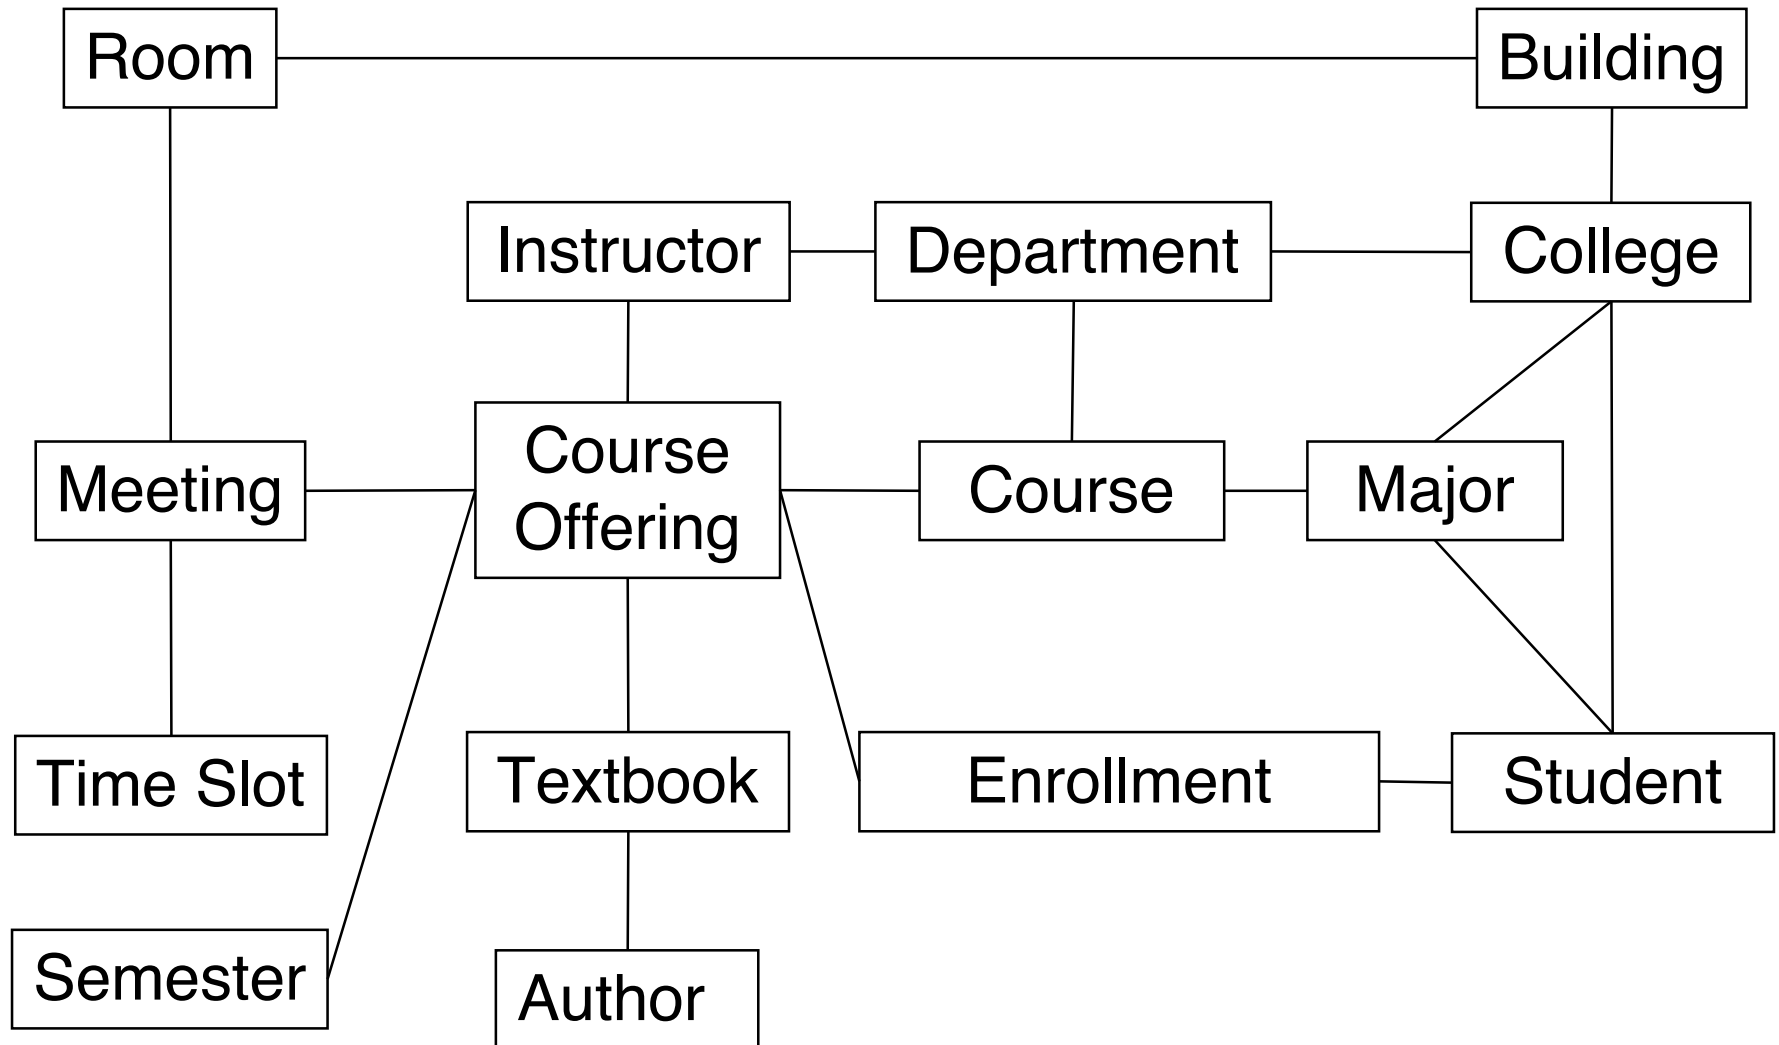 Room
Building
Instructor
Department
College
Course
Offering
Meeting
Course
Major
Time Slot
Textbook
Enrollment
Student
Semester
Author